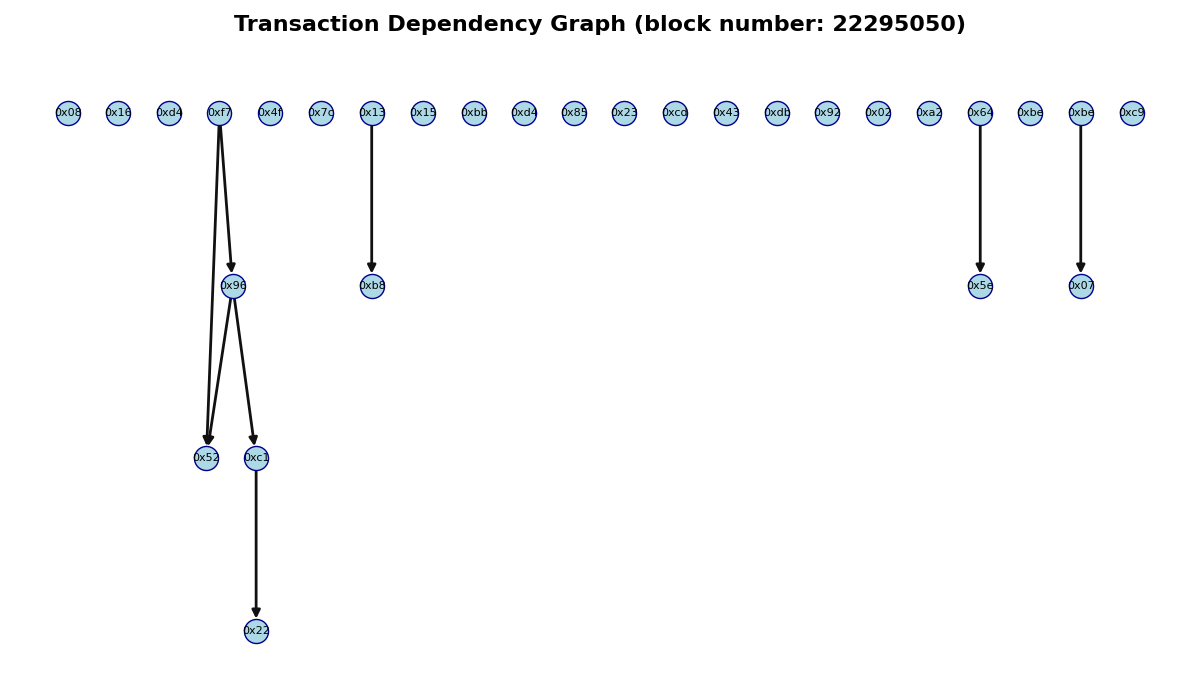 Transaction Dependency Graph (block number: 22295050)
0x08 0x16 0xd4 0xf7 0x4f 0x7c 0x13 0x15 0xbb 0xd4 0x85 0x23 0xcd 0x43 0xdb 0x92 0x02 0xa2 0x64 0xbe 0xbe 0xc9
0x96 0xb8 0x5e 0x07
0x52 0xc1
0x22